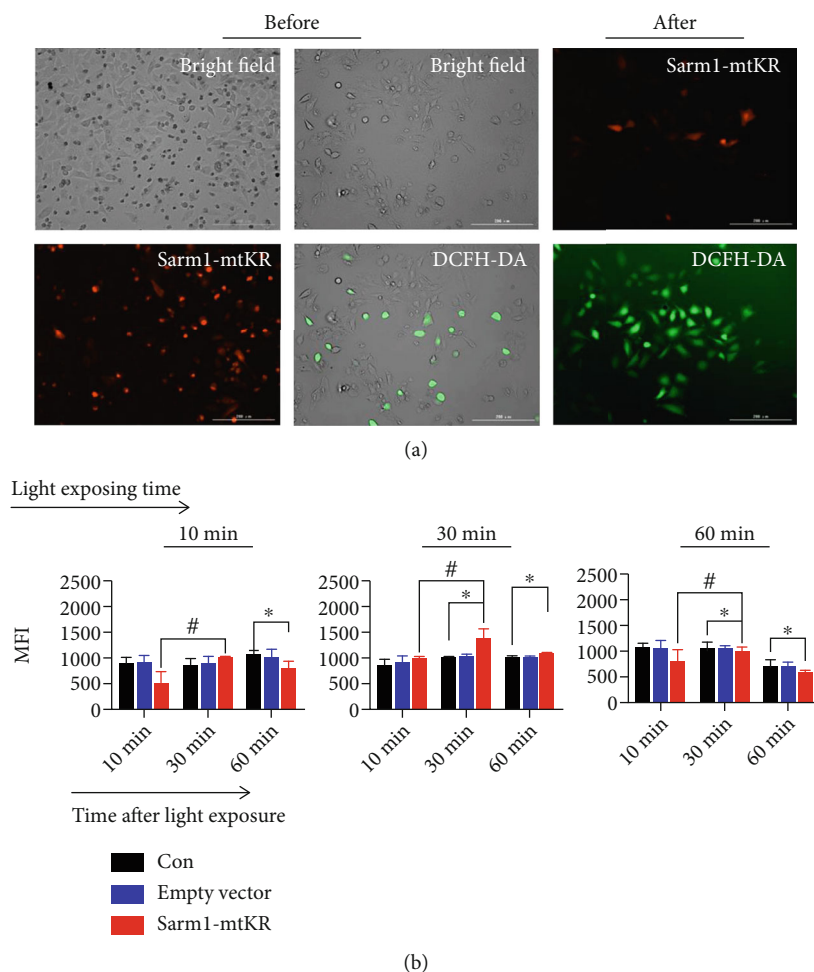 Before After
Bright field Bright field Sarm1-mtKR
Sarm1-mtKR DCFH-DA DCFH-DA
(a)
Light exposing time
10 min 30 min 60 min
MFI
2500 2500 2500
2000 2000 2000
1500 1500 1500
1000 1000 1000
500 500 500
0 0 0
# * # * * # * *
10 min 30 min 60 min 10 min 30 min 60 min 10 min 30 min 60 min
Time after light exposure
Con
Empty vector
Sarm1-mtKR
(b)